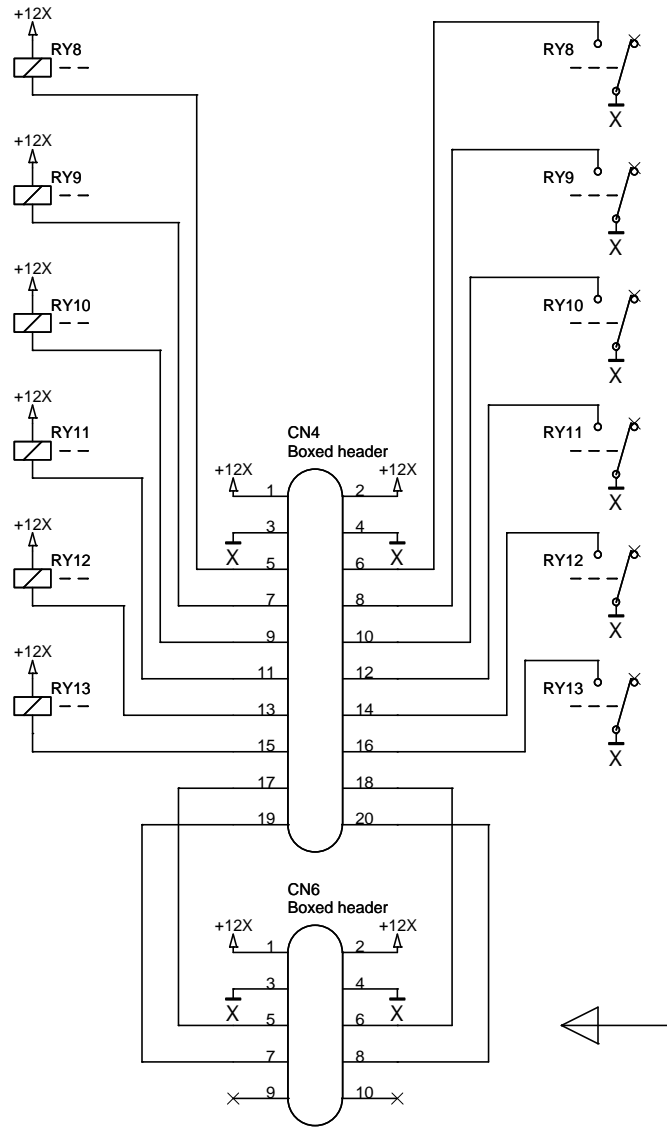 +12X
RY8
RY8
X
+12X
RY9
RY9
X
+12X
RY10
RY10
X
+12X
RY11
RY11
X
CN4
Boxed header
+12X
+12X
1
2
3
4
X
X
5
6
+12X
RY12
RY12
X
7
8
9
10
+12X
RY13
RY13
X
11
12
13
14
15
16
17
18
19
20
CN6
Boxed header
+12X
+12X
1
2
3
4
X
X
5
6
7
8
9
10